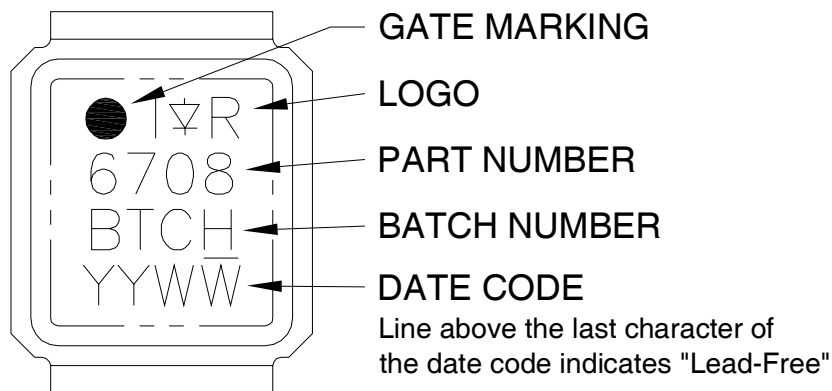 GATE MARKING
I R
LOGO
6708
PART NUMBER
BTCH
BATCH NUMBER
YYWW
DATE CODE
Line above the last character of
the date code indicates "Lead-Free"